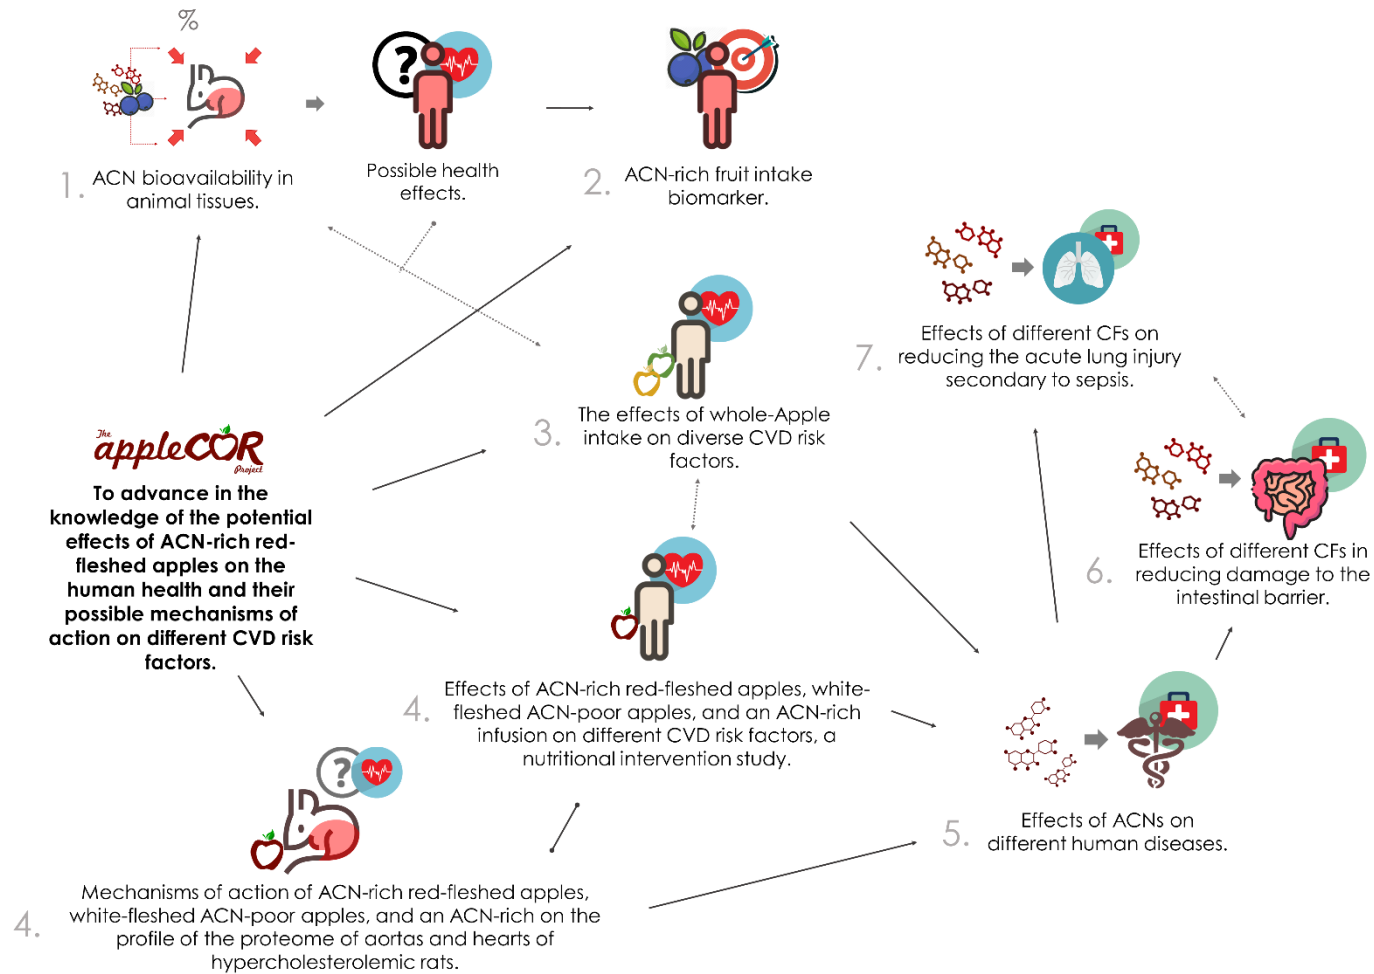 %
1.
ACN bioavailability in
animal tissues.
?
Possible health
effects.
2.
ACN-rich fruit intake
biomarker.
3.
The effects of whole-Apple
intake on diverse CVD risk
factors.
7.
Effects of different CFs on
reducing the acute lung injury
secondary to sepsis.
The
appleCOR
Project
To advance in the
knowledge of the potential
effects of ACN-rich red-
fleshed apples on the
human health and their
possible mechanisms of
action on different CVD risk
factors.
6.
Effects of different CFs in
reducing damage to the
intestinal barrier.
4.
Effects of ACN-rich red-fleshed apples, white-
fleshed ACN-poor apples, and an ACN-rich
infusion on different CVD risk factors, a
nutritional intervention study.
5.
Effects of ACNs on
different human diseases.
?
4.
Mechanisms of action of ACN-rich red-fleshed apples,
white-fleshed ACN-poor apples, and an ACN-rich on the
profile of the proteome of aortas and hearts of
hypercholesterolemic rats.